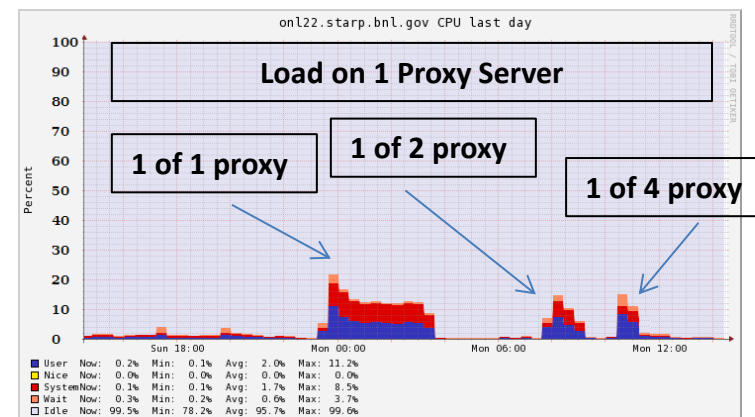 onl22.starp.bnl.gov CPU last day
RRDTOOL / TOBI OETIKER
Load on 1 Proxy Server
1 of 1 proxy
1 of 2 proxy
1 of 4 proxy
Percent
100
90
80
70
60
50
40
30
20
10
0
Sun 18:00 Mon 00:00 Mon 06:00 Mon 12:00
User Now: 0.2% Min: 0.1% Avg: 2.0% Max: 11.2%
Nice Now: 0.0% Min: 0.0% Avg: 0.0% Max: 0.0%
System Now: 0.1% Min: 0.1% Avg: 1.7% Max: 8.5%
Wait Now: 0.3% Min: 0.2% Avg: 0.6% Max: 3.7%
Idle Now: 99.5% Min: 78.2% Avg: 95.7% Max: 99.6%